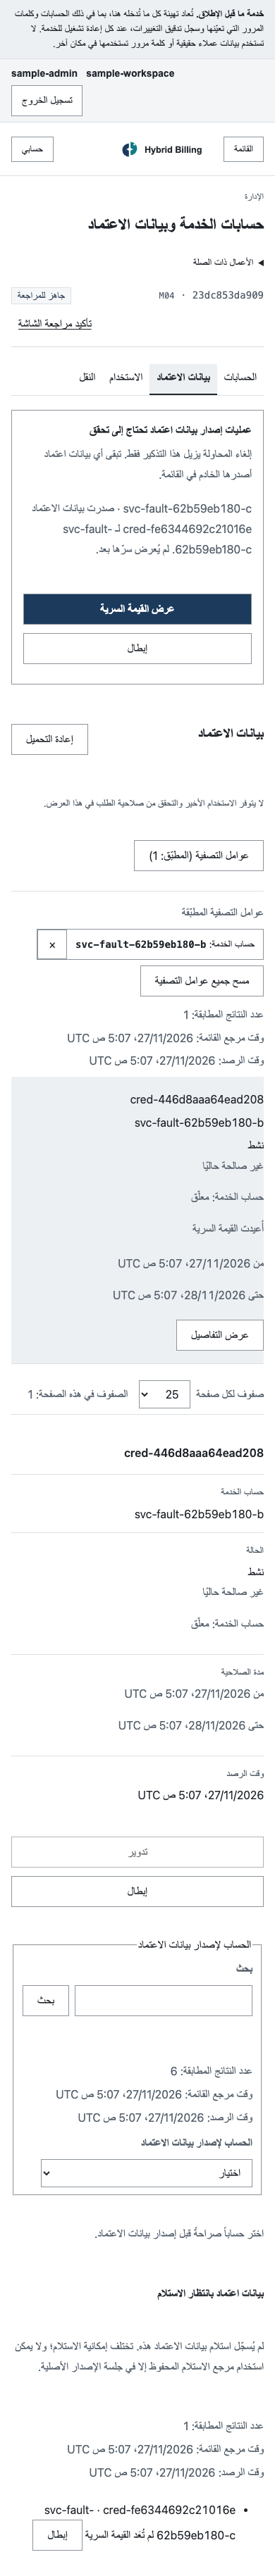 خدمة ما قبل الإطلاق. تُعاد تهيئة كل ما تُدخله هنا، بما في ذلك الحسابات وكلمات
المرور التي تعيّنها وسجل تدقيق التغييرات، عند كل إعادة تشغيل للخدمة. لا
تستخدم بيانات عملاء حقيقية أو كلمة مرور تستخدمها في مكان آخر.
sample-admin sample-workspace
تسجيل الخروج
القائمة
Hybrid Billing
حسابي
الإدارة
حسابات الخدمة وبيانات الاعتماد
◀ الأعمال ذات الصلة
M04 · 23dc853da909
جاهز للمراجعة
تأكيد مراجعة الشاشة
الحسابات
بيانات الاعتماد
الاستخدام
النقل
عمليات إصدار بيانات اعتماد تحتاج إلى تحقق
إلغاء المحاولة يزيل هذا التذكير فقط. تبقى أي بيانات اعتماد
أصدرها الخادم في القائمة.
svc-fault-62b59eb180-c · صدرت بيانات الاعتماد
cred-fe6344692c21016e لـ svc-fault-
62b59eb180-c. لم يُعرض سرّها بعد.
عرض القيمة السرية
إبطال
بيانات الاعتماد
إعادة التحميل
لا يتوفر الاستخدام الأخير والتحقق من صلاحية الطلب في هذا العرض.
عوامل التصفية (المطبّق: 1)
عوامل التصفية المطبّقة
حساب الخدمة: svc-fault-62b59eb180-b
×
مسح جميع عوامل التصفية
عدد النتائج المطابقة: 1
وقت مرجع القائمة: 27/11/2026، 5:07 ص UTC
وقت الرصد: 27/11/2026، 5:07 ص UTC
cred-446d8aaa64ead208
svc-fault-62b59eb180-b
نشط
غير صالحة حاليًا
حساب الخدمة: معلّق
أُعيدت القيمة السرية
من 27/11/2026، 5:07 ص UTC
حتى 28/11/2026، 5:07 ص UTC
عرض التفاصيل
صفوف لكل صفحة
25
الصفوف في هذه الصفحة: 1
cred-446d8aaa64ead208
حساب الخدمة
svc-fault-62b59eb180-b
الحالة
نشط
غير صالحة حاليًا
حساب الخدمة: معلّق
مدة الصلاحية
من 27/11/2026، 5:07 ص UTC
حتى 28/11/2026، 5:07 ص UTC
وقت الرصد
27/11/2026، 5:07 ص UTC
تدوير
إبطال
الحساب لإصدار بيانات الاعتماد
بحث
بحث
عدد النتائج المطابقة: 6
وقت مرجع القائمة: 27/11/2026، 5:07 ص UTC
وقت الرصد: 27/11/2026، 5:07 ص UTC
الحساب لإصدار بيانات الاعتماد
اختيار
اختر حساباً صراحةً قبل إصدار بيانات الاعتماد.
بيانات اعتماد بانتظار الاستلام
لم يُسجّل استلام بيانات الاعتماد هذه. تختلف إمكانية الاستلام؛ ولا يمكن
استخدام مرجع الاستلام المحفوظ إلا في جلسة الإصدار الأصلية.
عدد النتائج المطابقة: 1
وقت مرجع القائمة: 27/11/2026، 5:07 ص UTC
وقت الرصد: 27/11/2026، 5:07 ص UTC
• svc-fault- · cred-fe6344692c21016e
62b59eb180-c لم تُعَد القيمة السرية
إبطال